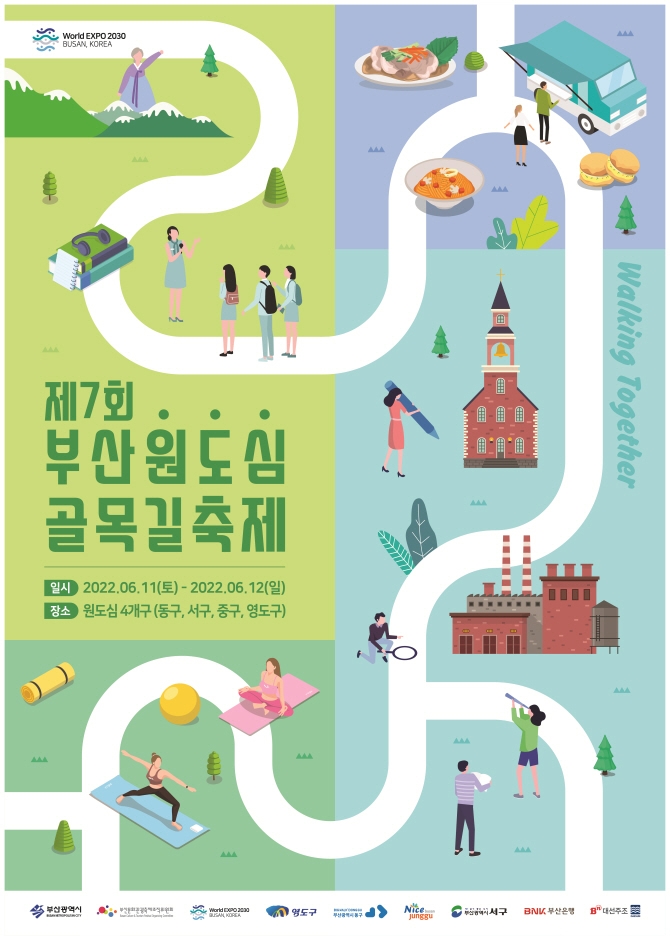 World EXPO 2030
BUSAN, KOREA
Walking Together
제7회
부산원도심
골목길축제
일시 2022.06.11(토) - 2022.06.12(일)
장소 원도심 4개구 (동구, 서구, 중구, 영도구)
부산광역시
BUSAN METROPOLITAN CITY
World EXPO 2030
BUSAN, KOREA
영도구
부산광역시 동구
Nice
junggu
부산광역시 서구
BNK 부산은행
대선주조